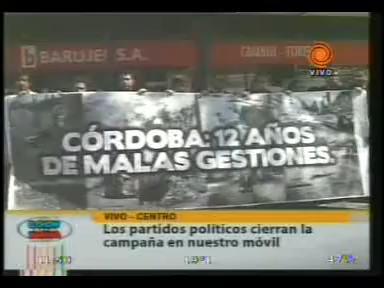 BARUJEL S.A.
VIVO
CÓRDOBA: 12 AÑOS
DE MALAS GESTIONES.
VIVO - CENTRO
Los partidos políticos cierran la
campaña en nuestro móvil